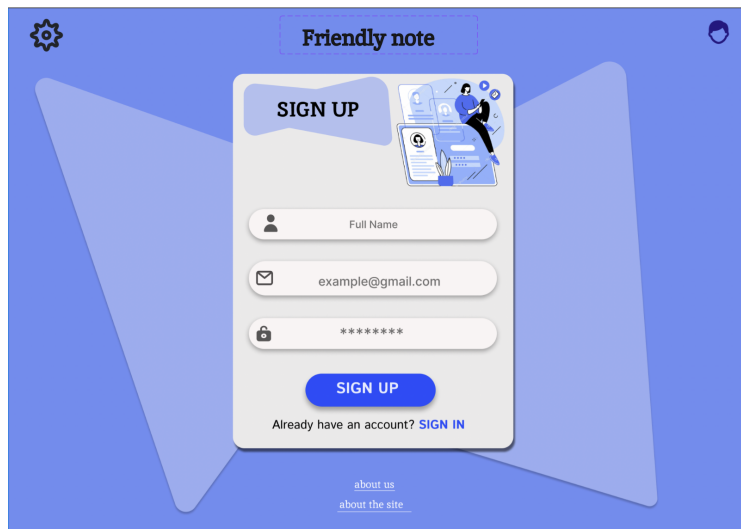 Friendly note
SIGN UP
Full Name
example@gmail.com
********
SIGN UP
Already have an account? SIGN IN
about us
about the site